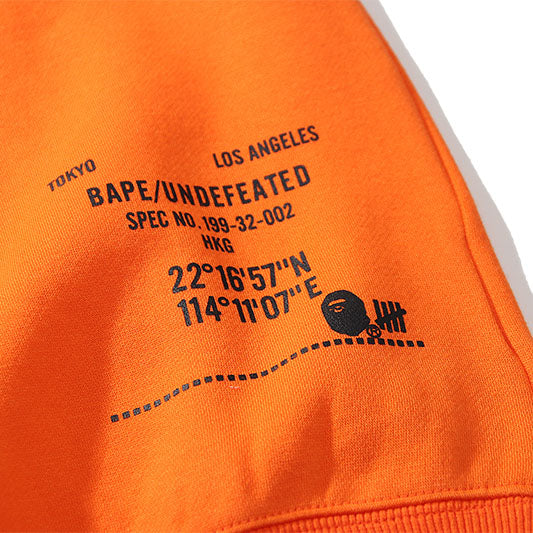 TOKYO
LOS ANGELES
BAPE/UNDEFEATED
SPEC NO. 199-32-002
HKG
22°16'57"N
114°11'07"E
®